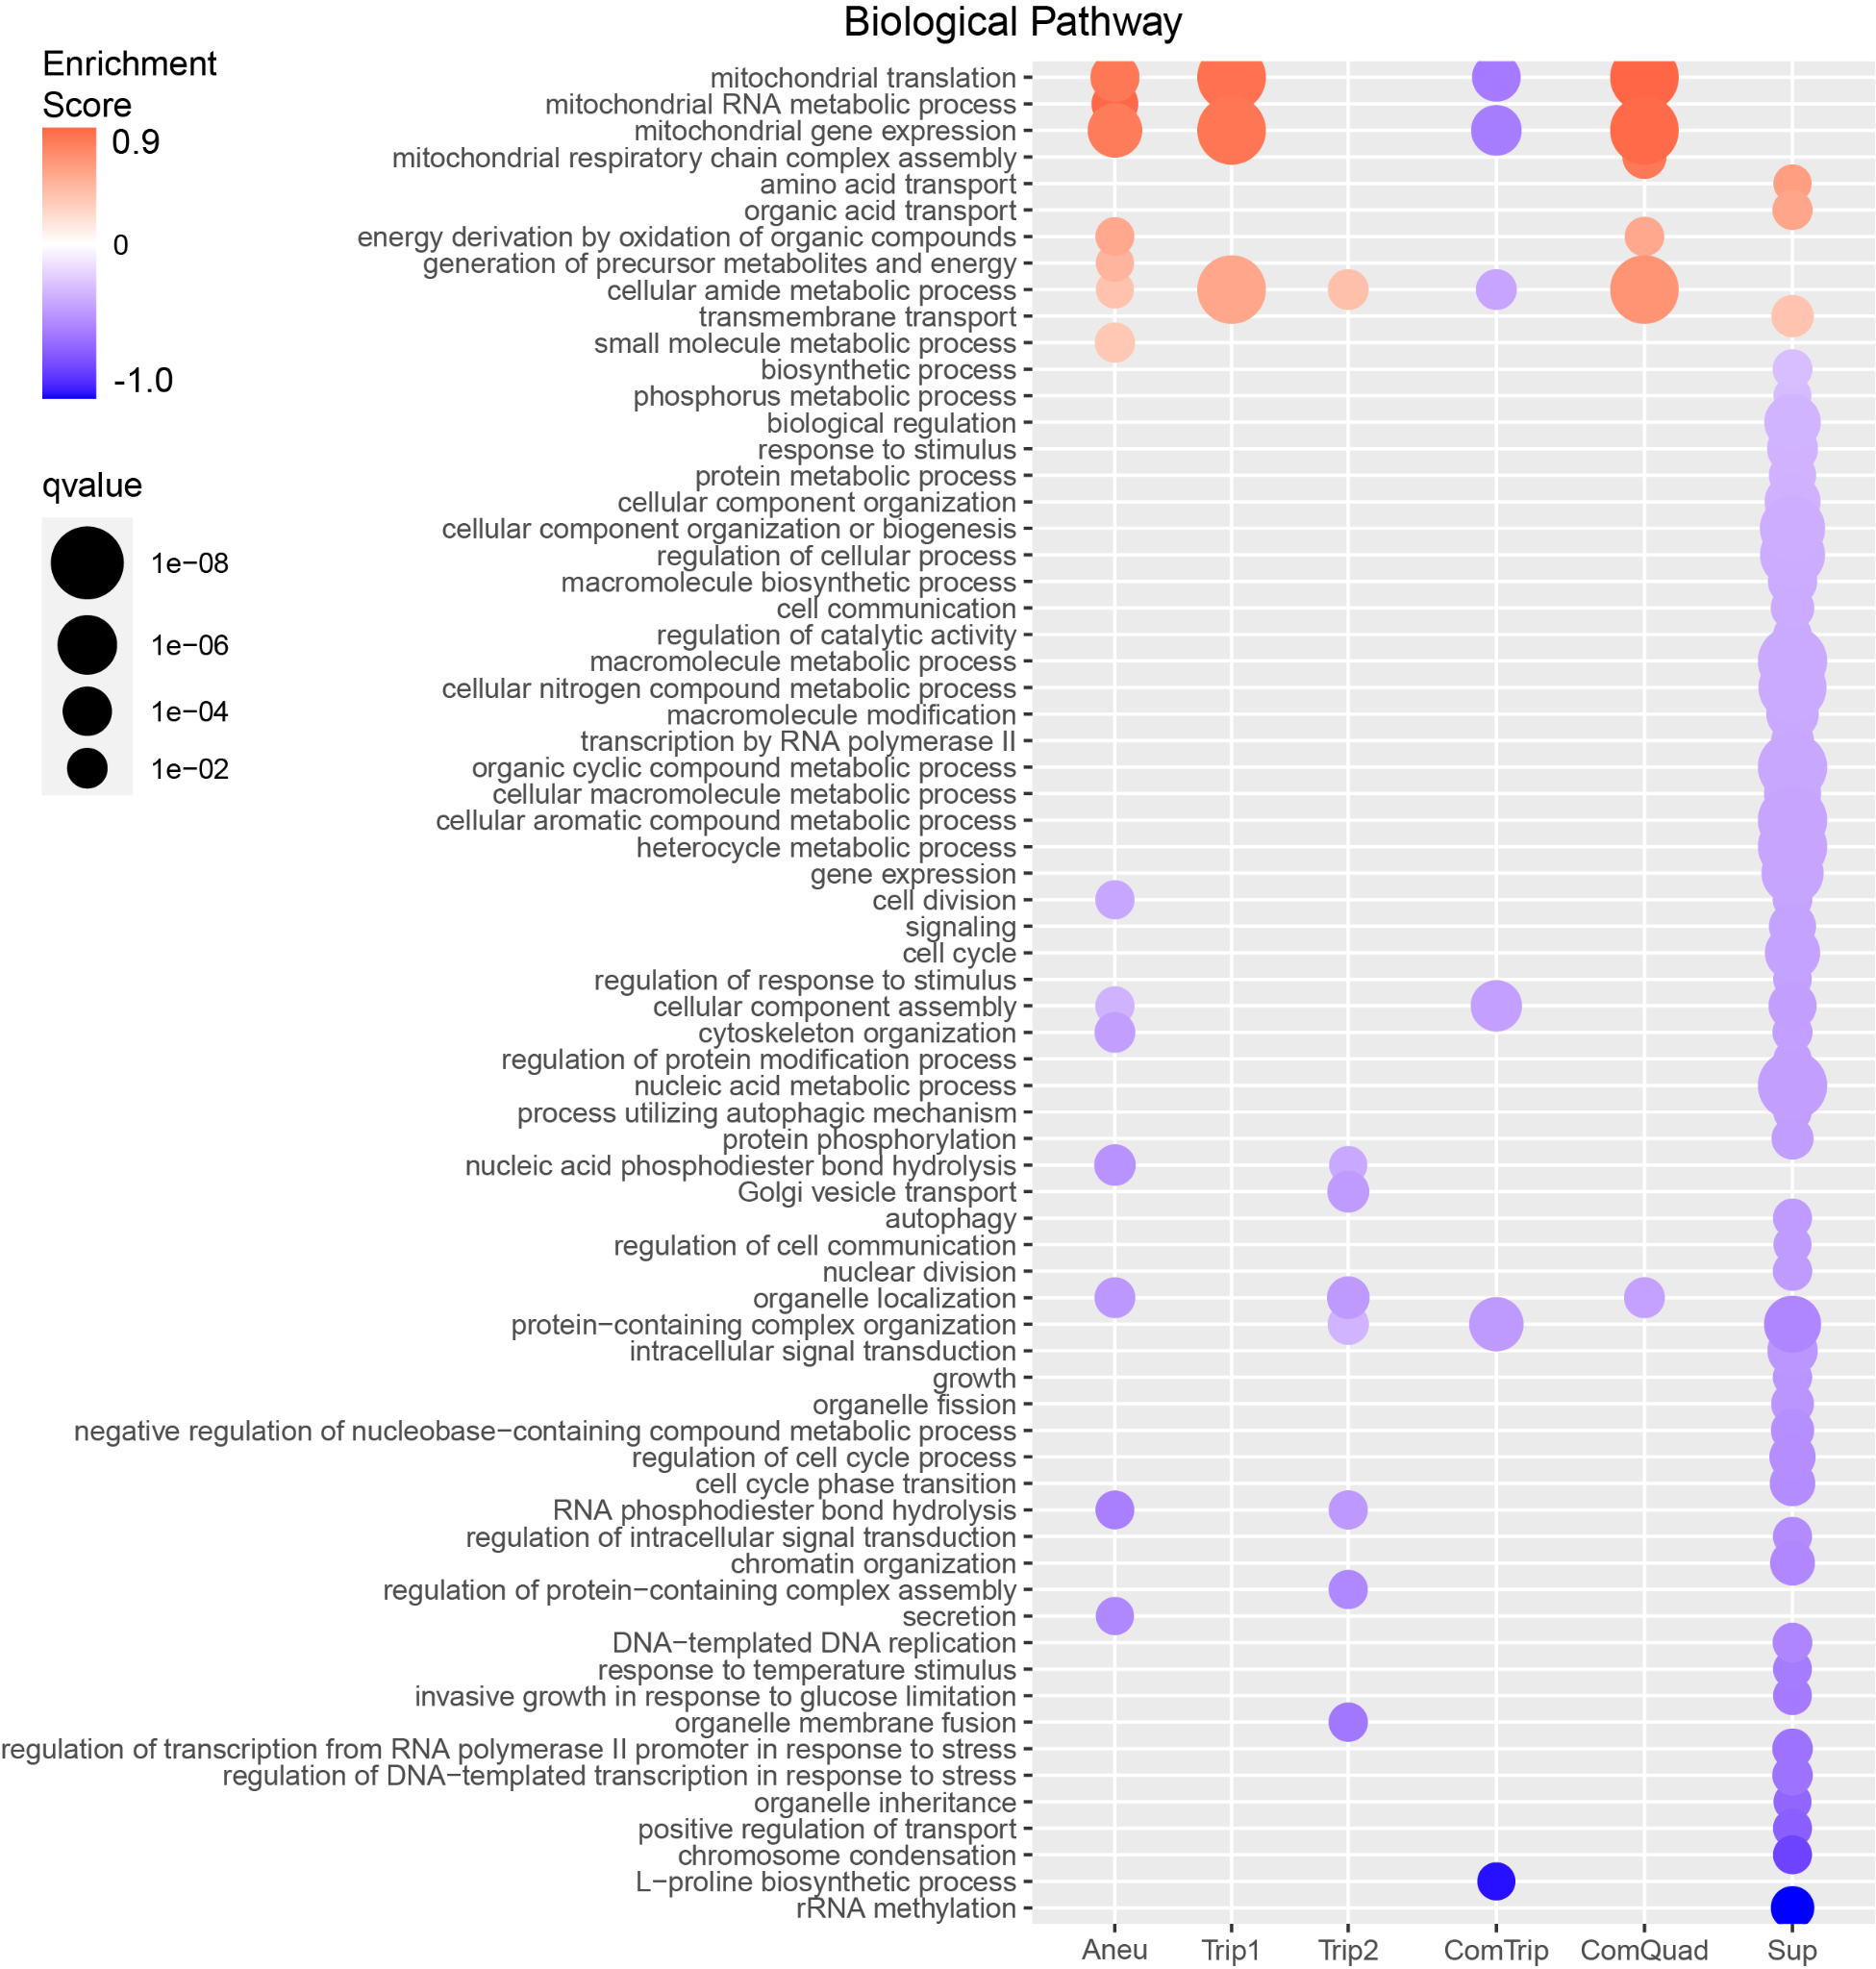 Biological Pathway
Enrichment
Score
0.9
0
-1.0
qvalue
1e−08
1e−06
1e−04
1e−02
mitochondrial translation
mitochondrial RNA metabolic process
mitochondrial gene expression
mitochondrial respiratory chain complex assembly
amino acid transport
organic acid transport
energy derivation by oxidation of organic compounds
generation of precursor metabolites and energy
cellular amide metabolic process
transmembrane transport
small molecule metabolic process
biosynthetic process
phosphorus metabolic process
biological regulation
response to stimulus
protein metabolic process
cellular component organization
cellular component organization or biogenesis
regulation of cellular process
macromolecule biosynthetic process
cell communication
regulation of catalytic activity
macromolecule metabolic process
cellular nitrogen compound metabolic process
macromolecule modification
transcription by RNA polymerase II
organic cyclic compound metabolic process
cellular macromolecule metabolic process
cellular aromatic compound metabolic process
heterocycle metabolic process
gene expression
cell division
signaling
cell cycle
regulation of response to stimulus
cellular component assembly
cytoskeleton organization
regulation of protein modification process
nucleic acid metabolic process
process utilizing autophagic mechanism
protein phosphorylation
nucleic acid phosphodiester bond hydrolysis
Golgi vesicle transport
autophagy
regulation of cell communication
nuclear division
organelle localization
protein−containing complex organization
intracellular signal transduction
growth
organelle fission
negative regulation of nucleobase−containing compound metabolic process
regulation of cell cycle process
cell cycle phase transition
RNA phosphodiester bond hydrolysis
regulation of intracellular signal transduction
chromatin organization
regulation of protein−containing complex assembly
secretion
DNA−templated DNA replication
response to temperature stimulus
invasive growth in response to glucose limitation
organelle membrane fusion
regulation of transcription from RNA polymerase II promoter in response to stress
regulation of DNA−templated transcription in response to stress
organelle inheritance
positive regulation of transport
chromosome condensation
L−proline biosynthetic process
rRNA methylation
Aneu Trip1 Trip2 ComTrip ComQuad Sup